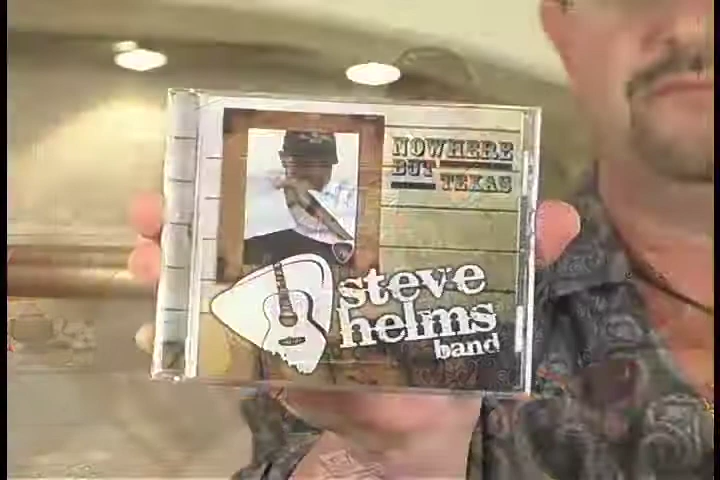 NOWHERE
BUT TEXAS
steve
helms
band